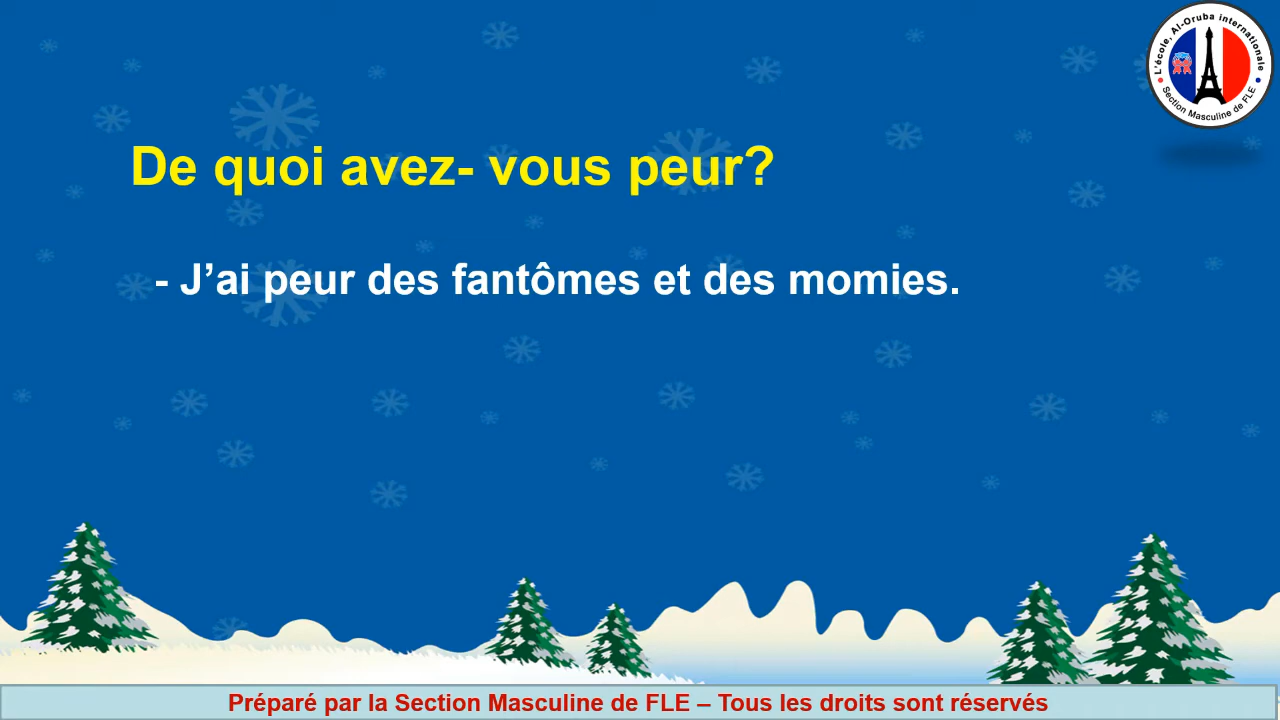 L'école, Al-Oruba internationale
Section Masculine de FLE
De quoi avez- vous peur?
- J’ai peur des fantômes et des momies.
Préparé par la Section Masculine de FLE – Tous les droits sont réservés